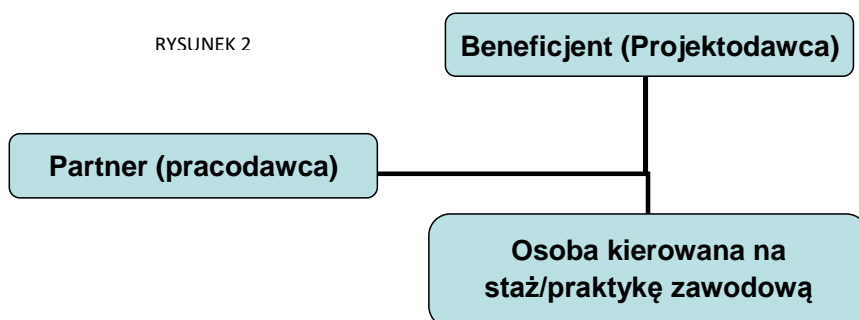 RYSUNEK 2
Beneficjent (Projektodawca)
Partner (pracodawca)
Osoba kierowana na
staż/praktykę zawodową